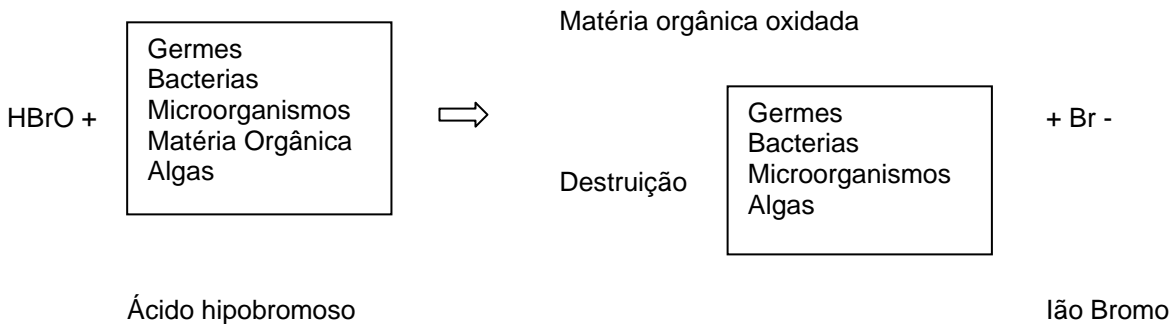 Matéria orgânica oxidada
HBrO +
Germes
Bacterias
Microorganismos
Matéria Orgânica
Algas
Destruição
Germes
Bacterias
Microorganismos
Algas
+ Br -
Ácido hipobromoso
Ião Bromo